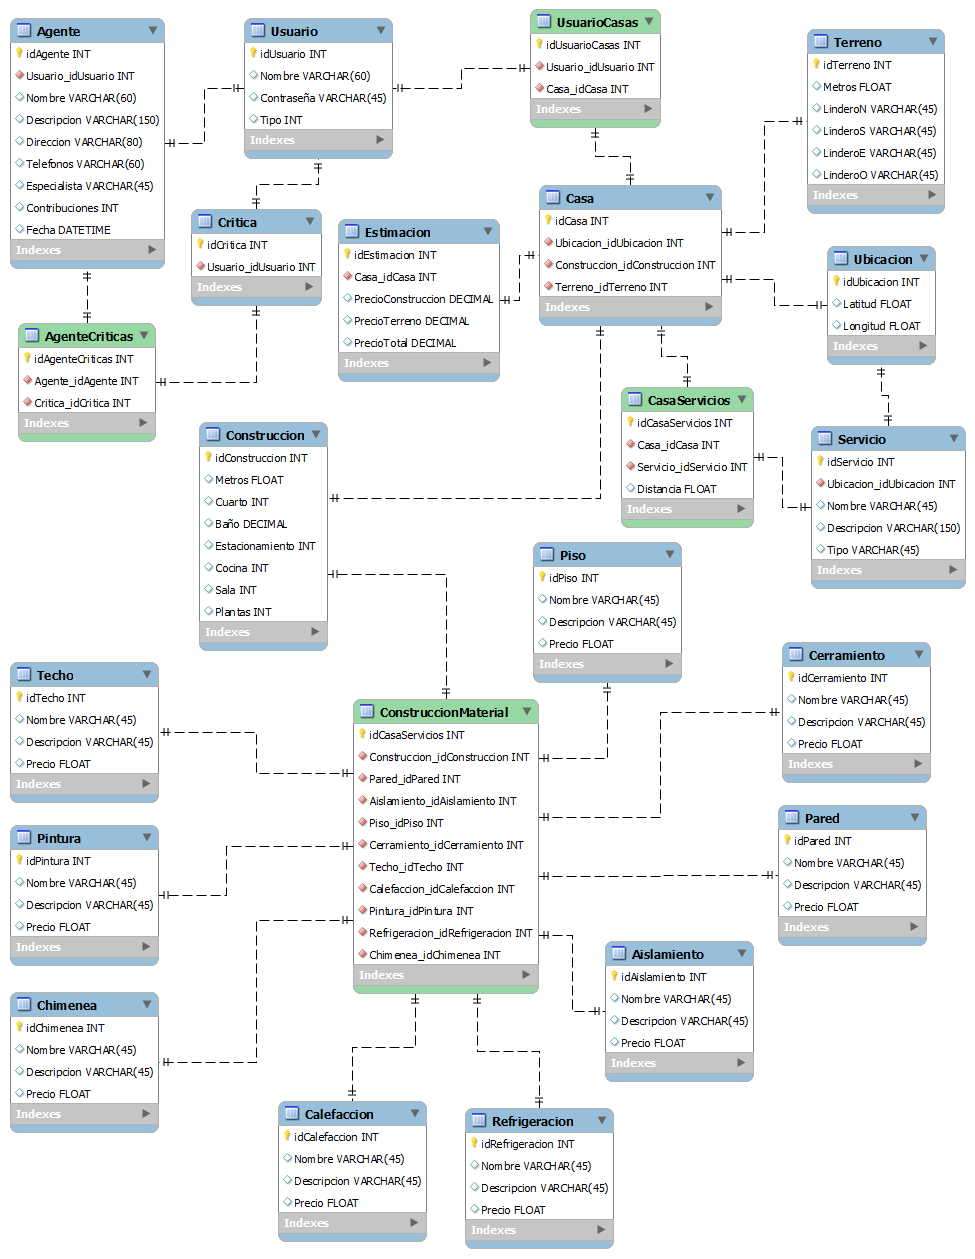 Agente
idAgente INT
Usuario_idUsuario INT
Nombre VARCHAR(60)
Descripcion VARCHAR(150)
Direccion VARCHAR(80)
Telefonos VARCHAR(60)
Especialista VARCHAR(45)
Contribuciones INT
Fecha DATETIME
Indexes
Usuario
idUsuario INT
Nombre VARCHAR(60)
Contraseña VARCHAR(45)
Tipo INT
Indexes
UsuarioCasas
idUsuarioCasas INT
Usuario_idUsuario INT
Casa_idCasa INT
Indexes
Terreno
idTerreno INT
Metros FLOAT
LinderoN VARCHAR(45)
LinderoS VARCHAR(45)
LinderoE VARCHAR(45)
LinderoO VARCHAR(45)
Indexes
Critica
idCritica INT
Usuario_idUsuario INT
Indexes
Estimacion
idEstimacion INT
Casa_idCasa INT
PrecioConstruccion DECIMAL
PrecioTerreno DECIMAL
PrecioTotal DECIMAL
Indexes
Casa
idCasa INT
Ubicacion_idUbicacion INT
Construccion_idConstruccion INT
Terreno_idTerreno INT
Indexes
Ubicacion
idUbicacion INT
Latitud FLOAT
Longitud FLOAT
Indexes
AgenteCriticas
idAgenteCriticas INT
Agente_idAgente INT
Critica_idCritica INT
Indexes
CasaServicios
idCasaServicios INT
Casa_idCasa INT
Servicio_idServicio INT
Distancia FLOAT
Indexes
Construccion
idConstruccion INT
Metros FLOAT
Cuarto INT
Baño DECIMAL
Estacionamiento INT
Cocina INT
Sala INT
Plantas INT
Indexes
Servicio
idServicio INT
Ubicacion_idUbicacion INT
Nombre VARCHAR(45)
Descripcion VARCHAR(150)
Tipo VARCHAR(45)
Indexes
Piso
idPiso INT
Nombre VARCHAR(45)
Descripcion VARCHAR(45)
Precio FLOAT
Indexes
Techo
idTecho INT
Nombre VARCHAR(45)
Descripcion VARCHAR(45)
Precio FLOAT
Indexes
ConstruccionMaterial
idCasaServicios INT
Construccion_idConstruccion INT
Pared_idPared INT
Aislamiento_idAislamiento INT
Piso_idPiso INT
Cerramiento_idCerramiento INT
Techo_idTecho INT
Calefaccion_idCalefaccion INT
Pintura_idPintura INT
Refrigeracion_idRefrigeracion INT
Chimenea_idChimenea INT
Indexes
Cerramiento
idCerramiento INT
Nombre VARCHAR(45)
Descripcion VARCHAR(45)
Precio FLOAT
Indexes
Pintura
idPintura INT
Nombre VARCHAR(45)
Descripcion VARCHAR(45)
Precio FLOAT
Indexes
Pared
idPared INT
Nombre VARCHAR(45)
Descripcion VARCHAR(45)
Precio FLOAT
Indexes
Aislamiento
idAislamiento INT
Nombre VARCHAR(45)
Descripcion VARCHAR(45)
Precio FLOAT
Indexes
Chimenea
idChimenea INT
Nombre VARCHAR(45)
Descripcion VARCHAR(45)
Precio FLOAT
Indexes
Calefaccion
idCalefaccion INT
Nombre VARCHAR(45)
Descripcion VARCHAR(45)
Precio FLOAT
Indexes
Refrigeracion
idRefrigeracion INT
Nombre VARCHAR(45)
Descripcion VARCHAR(45)
Precio FLOAT
Indexes